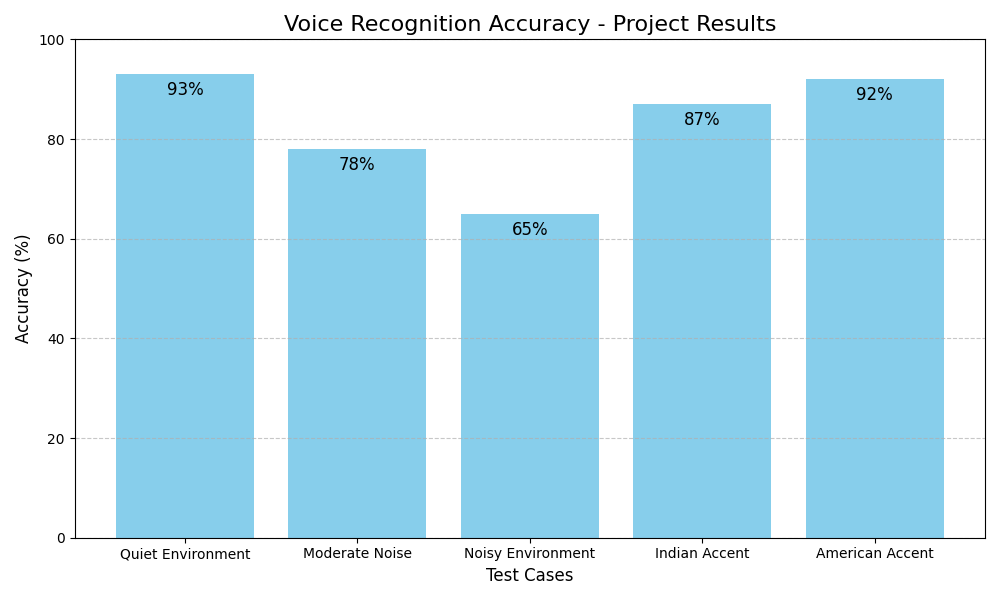 Voice Recognition Accuracy - Project Results
Accuracy (%)
100
80
60
40
20
0
93%
78%
65%
87%
92%
Quiet Environment
Moderate Noise
Noisy Environment
Indian Accent
American Accent
Test Cases